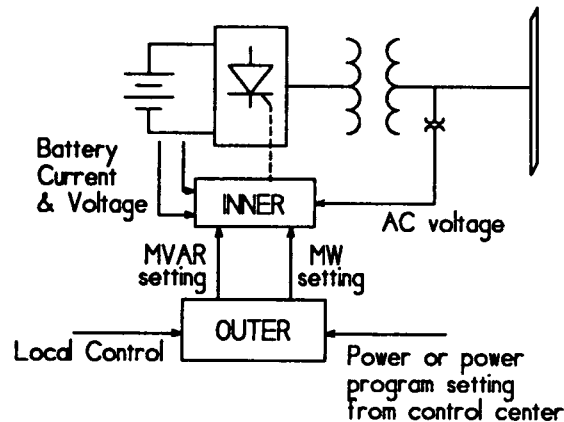 Battery
Current
& Voltage
INNER
AC voltage
MVAR
setting
MW
setting
OUTER
Local Control
Power or power
program setting
from control center